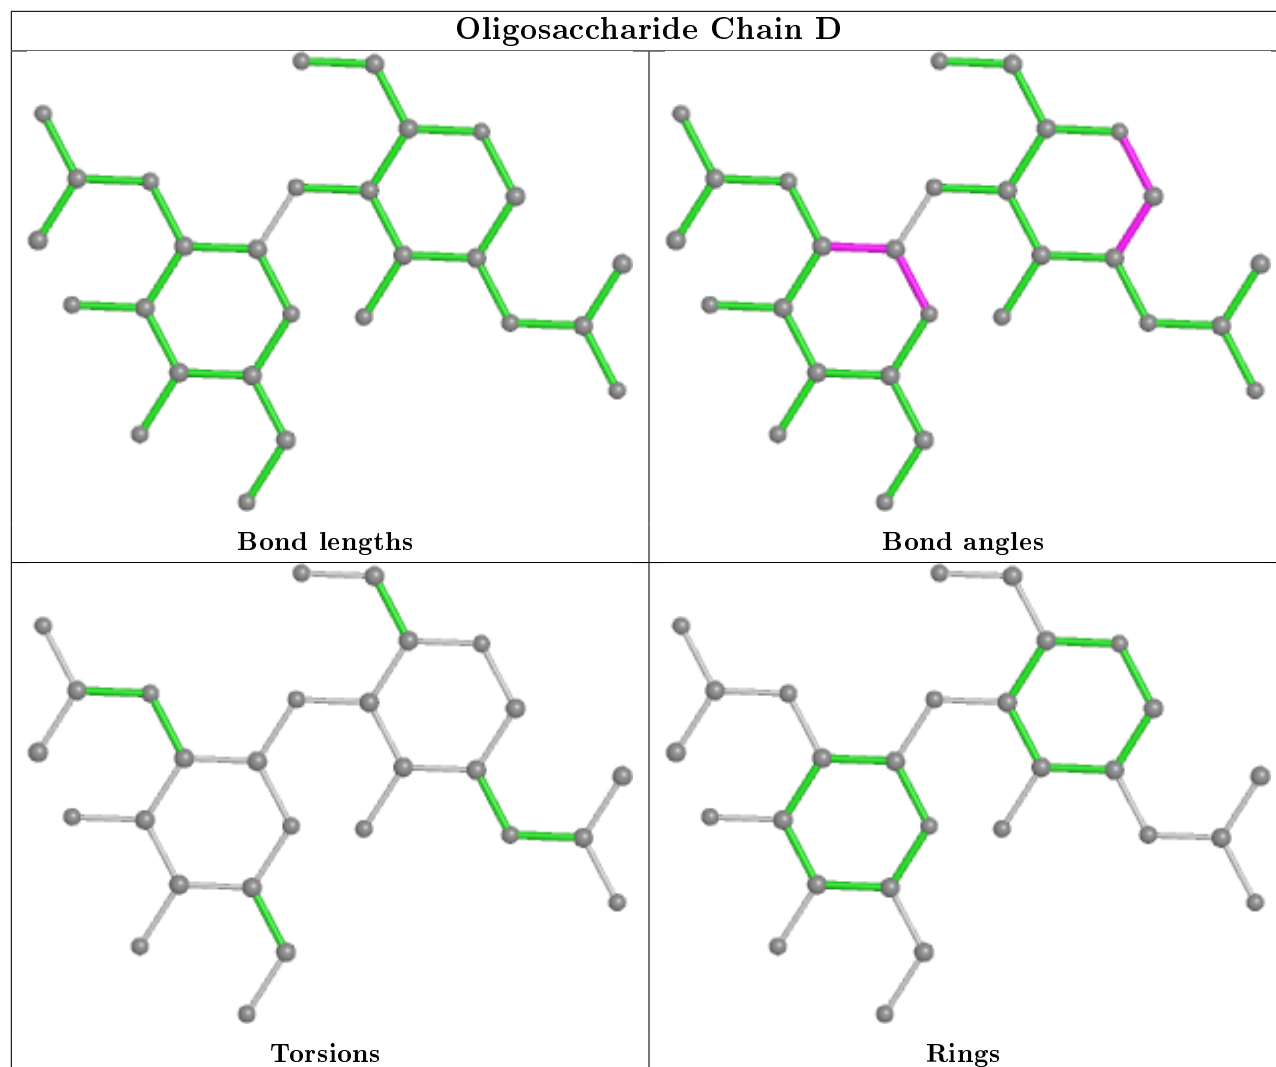 Oligosaccharide Chain D
Bond lengths
Bond angles
Torsions
Rings